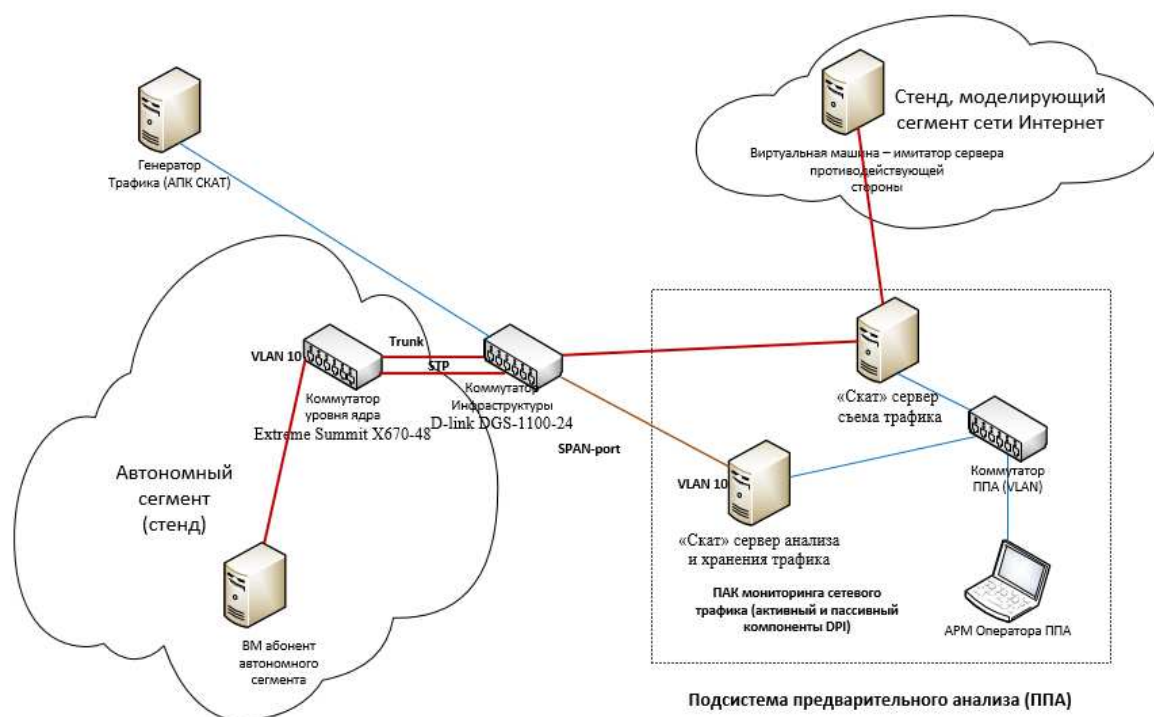 Стенд, моделирующий
сегмент сети Интернет
Виртуальная машина – имитатор сервера
противодействующей
стороны
Генератор
Трафика (АПК СКАТ)
VLAN 10
Trunk
STP
Коммутатор
уровня ядра
Extreme Summit X670-48
Коммутатор
Инфраструктуры
D-link DGS-1100-24
SPAN-port
«Скат» сервер
съема трафика
Коммутатор
ППА (VLAN)
VLAN 10
«Скат» сервер анализа
и хранения трафика
Автономный
сегмент
(стенд)
ВМ абонент
автономного
сегмента
ПАК мониторинга сетевого
трафика (активный и пассивный
компоненты DPI)
АРМ Оператора ППА
Подсистема предварительного анализа (ППА)